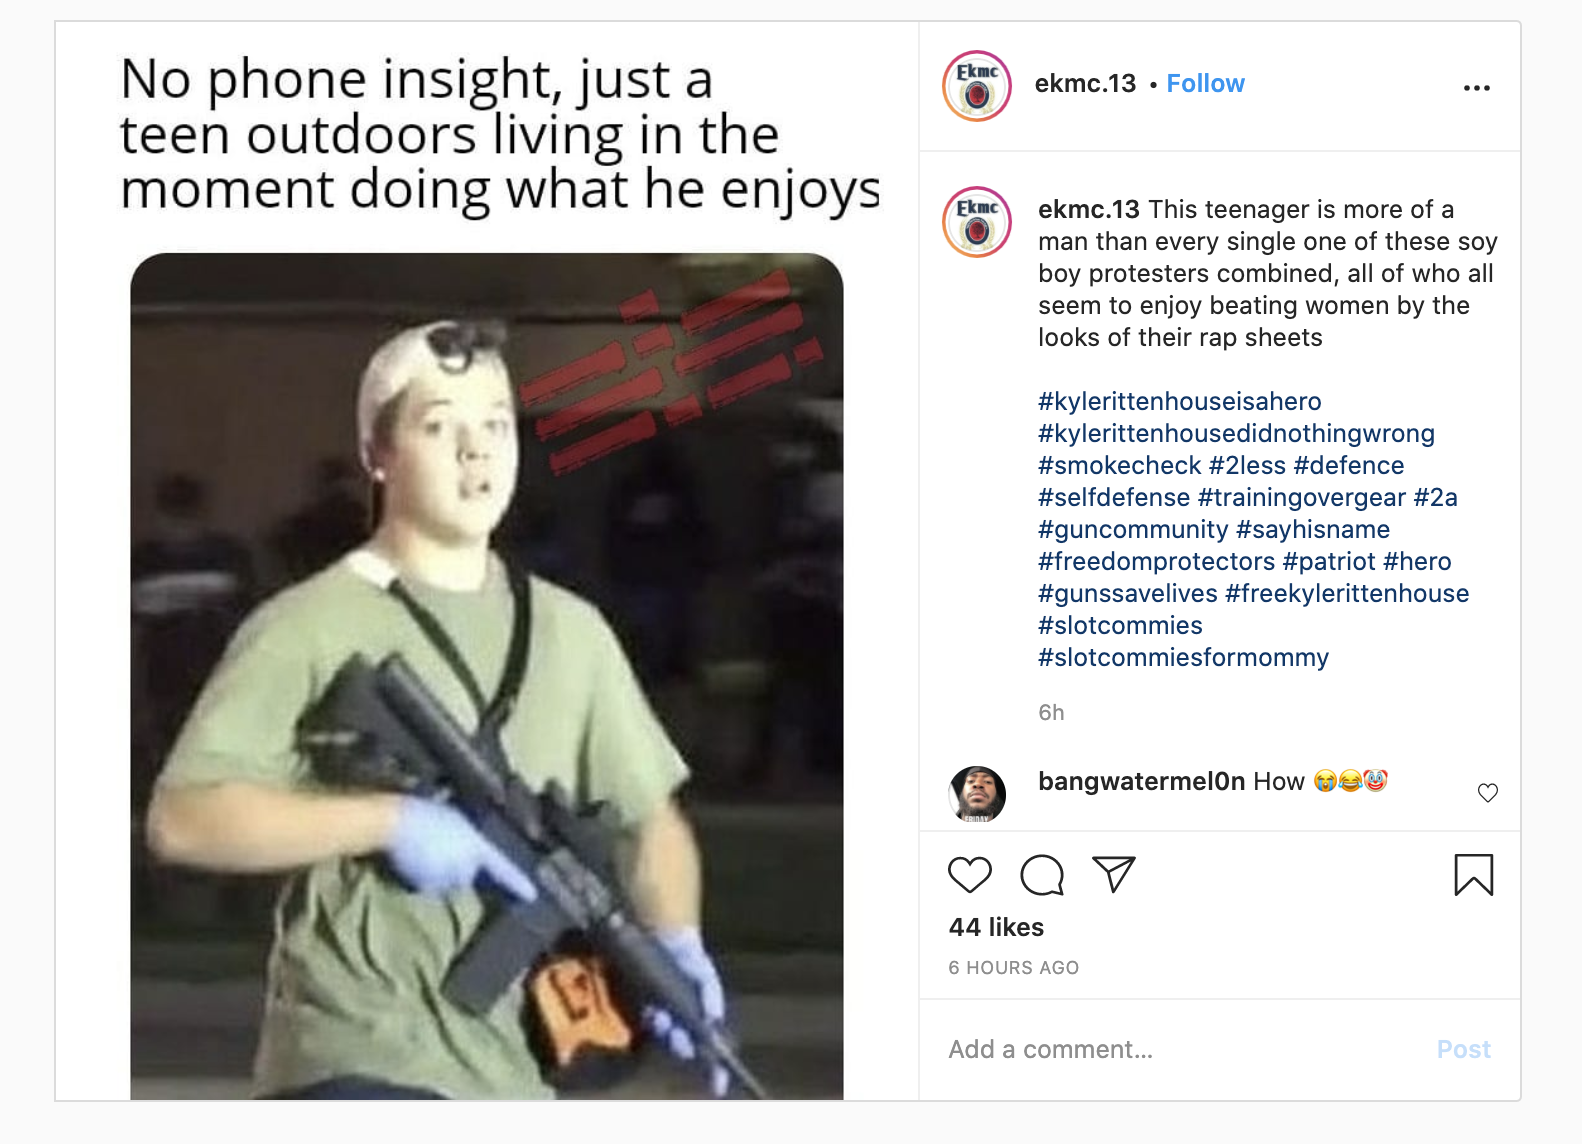 No phone insight, just a
teen outdoors living in the
moment doing what he enjoys
Ekmc
ekmc.13 • Follow
Ekmc
ekmc.13 This teenager is more of a
man than every single one of these soy
boy protesters combined, all of who all
seem to enjoy beating women by the
looks of their rap sheets
#kylerittenhouseisahero
#kylerittenhousedidnothingwrong
#smokecheck #2less #defence
#selfdefense #trainingovergear #2a
#guncommunity #sayhisname
#freedomprotectors #patriot #hero
#gunssavelives #freekylerittenhouse
#slotcommies
#slotcommiesformommy
6h
FRIDAY
bangwatermel0n How 😭😂🤡
44 likes
6 HOURS AGO
Add a comment...
Post